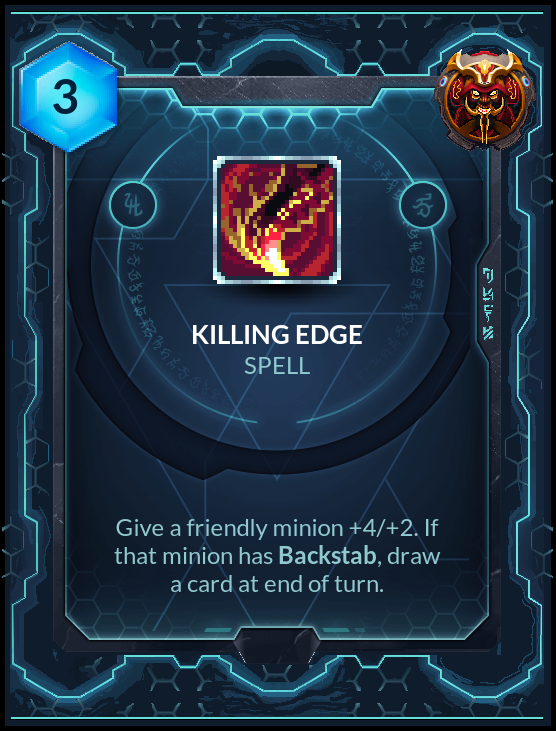 3
KILLING EDGE
SPELL
Give a friendly minion +4/+2. If
that minion has Backstab, draw
a card at end of turn.